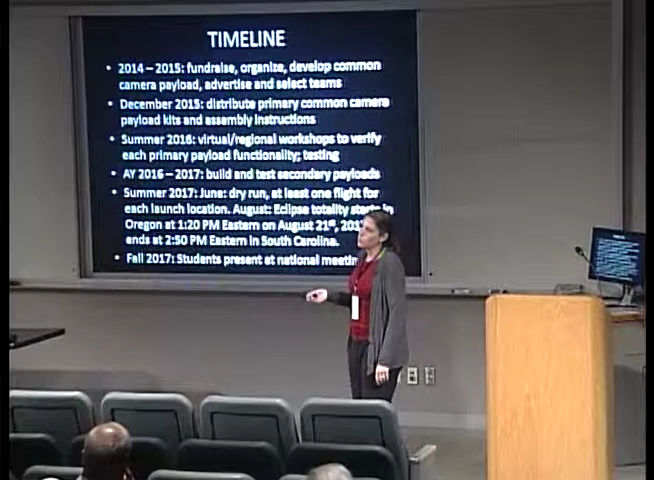 TIMELINE
• 2014 – 2015: fundraise, organize, develop common
camera payload, advertise and select teams
• December 2015: distribute primary common camera
payload kits and assembly instructions
• Summer 2016: virtual/regional workshops to verify
each primary payload functionality; testing
• AY 2016 – 2017: build and test secondary payloads
• Summer 2017: June: dry run, at least one flight for
each launch location. August: Eclipse totality starts in
Oregon at 1:20 PM Eastern on August 21st, 201
ends at 2:50 PM Eastern in South Carolina.
• Fall 2017: Students present at national meetin